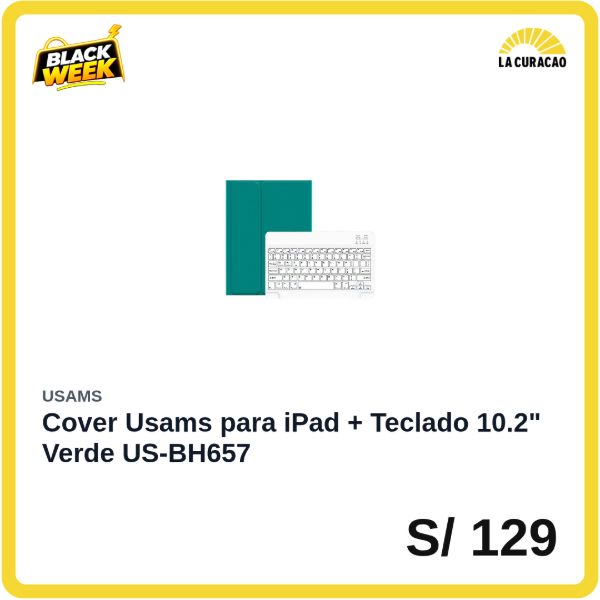 BLACK
WEEK
LA CURACAO
USAMS
Cover Usams para iPad + Teclado 10.2"
Verde US-BH657
S/ 129